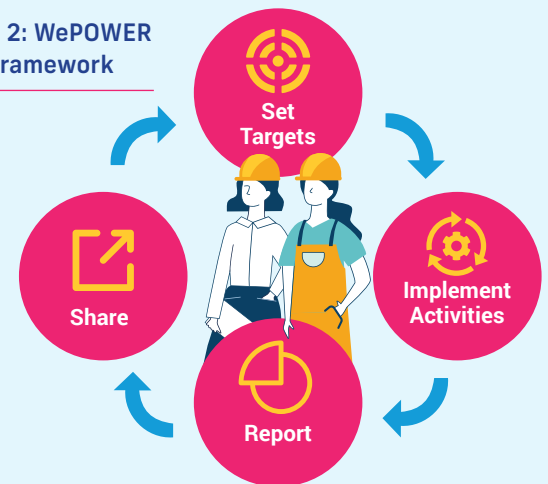 2: WePOWER
ramework
Set
Targets
Implement
Activities
Report
Share